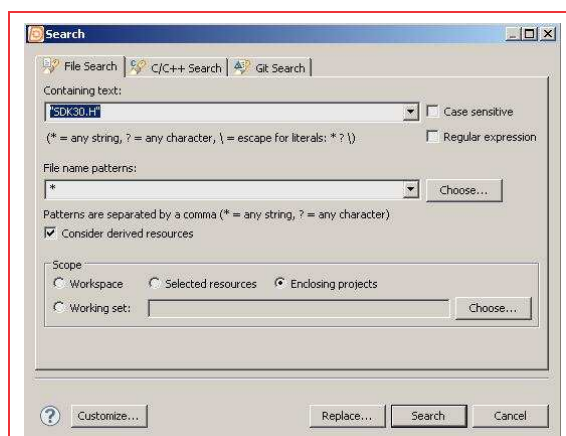 Search
File Search C/C++ Search Git Search
Containing text:
"SDK30.H" Case sensitive
(* = any string, ? = any character, \ = escape for literals: * ? \) Regular expression
File name patterns:
* Choose...
Patterns are separated by a comma (* = any string, ? = any character)
Consider derived resources
Scope
Workspace Selected resources Enclosing projects
Working set: Choose...
? Customize... Replace... Search Cancel